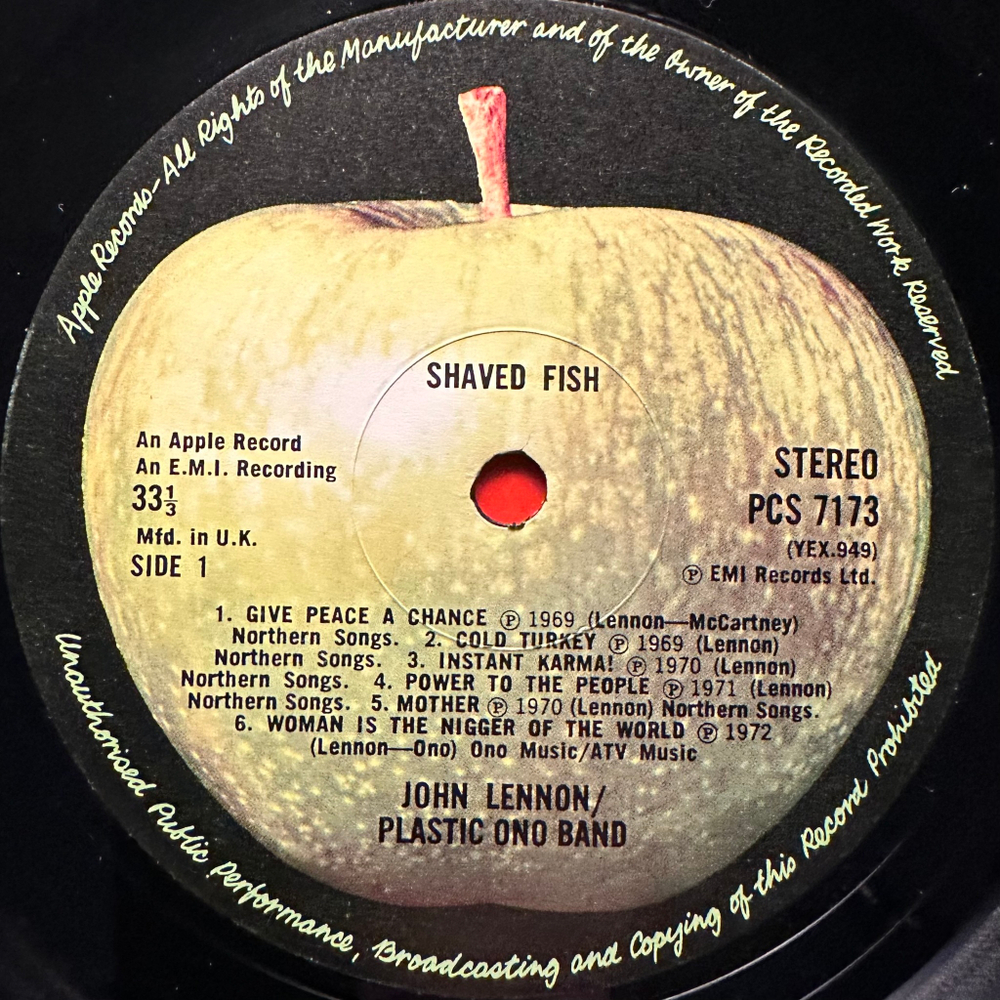 Apple Records–All Rights of the Manufacturer and of the Owner of the Recorded Work Reserved
SHAVED FISH
An Apple Record
An E.M.I. Recording
33⅓
Mfd. in U.K.
SIDE 1
STEREO
PCS 7173
(YEX.949)
℗ EMI Records Ltd.
1. GIVE PEACE A CHANCE ℗ 1969 (Lennon—McCartney)
Northern Songs. 2. COLD TURKEY ℗ 1969 (Lennon)
Northern Songs. 3. INSTANT KARMA! ℗ 1970 (Lennon)
Northern Songs. 4. POWER TO THE PEOPLE ℗ 1971 (Lennon)
Northern Songs. 5. MOTHER ℗ 1970 (Lennon) Northern Songs.
6. WOMAN IS THE NIGGER OF THE WORLD ℗ 1972
(Lennon—Ono) Ono Music/ATV Music
JOHN LENNON/
PLASTIC ONO BAND
Unauthorised Public Performance, Broadcasting and Copying of this Record Prohibited